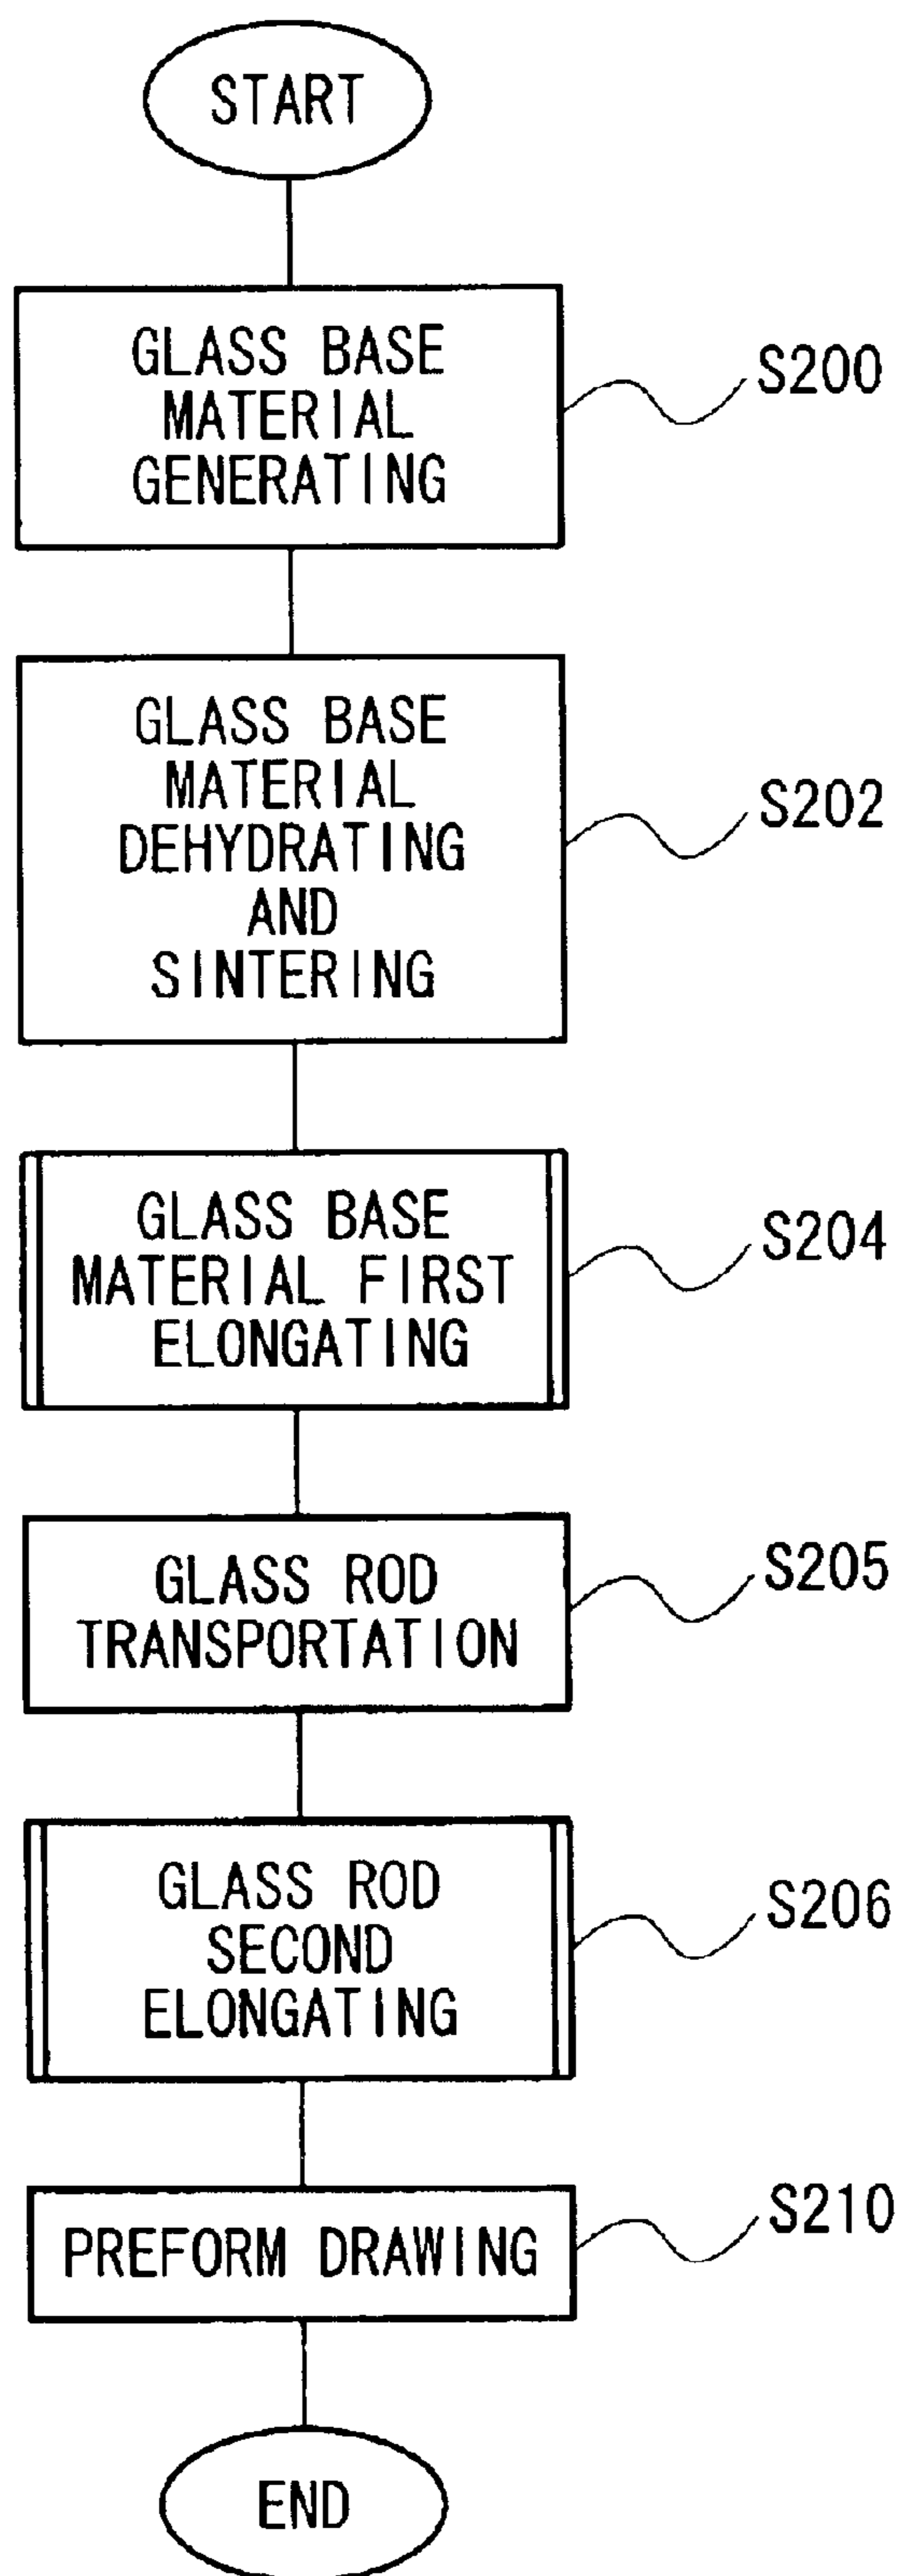 START
GLASS BASE
MATERIAL
GENERATING
S200
GLASS BASE
MATERIAL
DEHYDRATING
AND
SINTERING
S202
GLASS BASE
MATERIAL FIRST
ELONGATING
S204
GLASS ROD
TRANSPORTATION
S205
GLASS ROD
SECOND
ELONGATING
S206
PREFORM DRAWING
S210
END